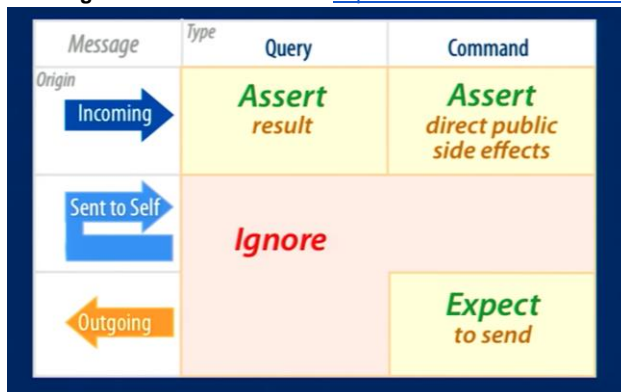 Message
Type
Query
Command
Origin
Incoming
Assert
result
Assert
direct public
side effects
Sent to Self
Ignore
Outgoing
Expect
to send